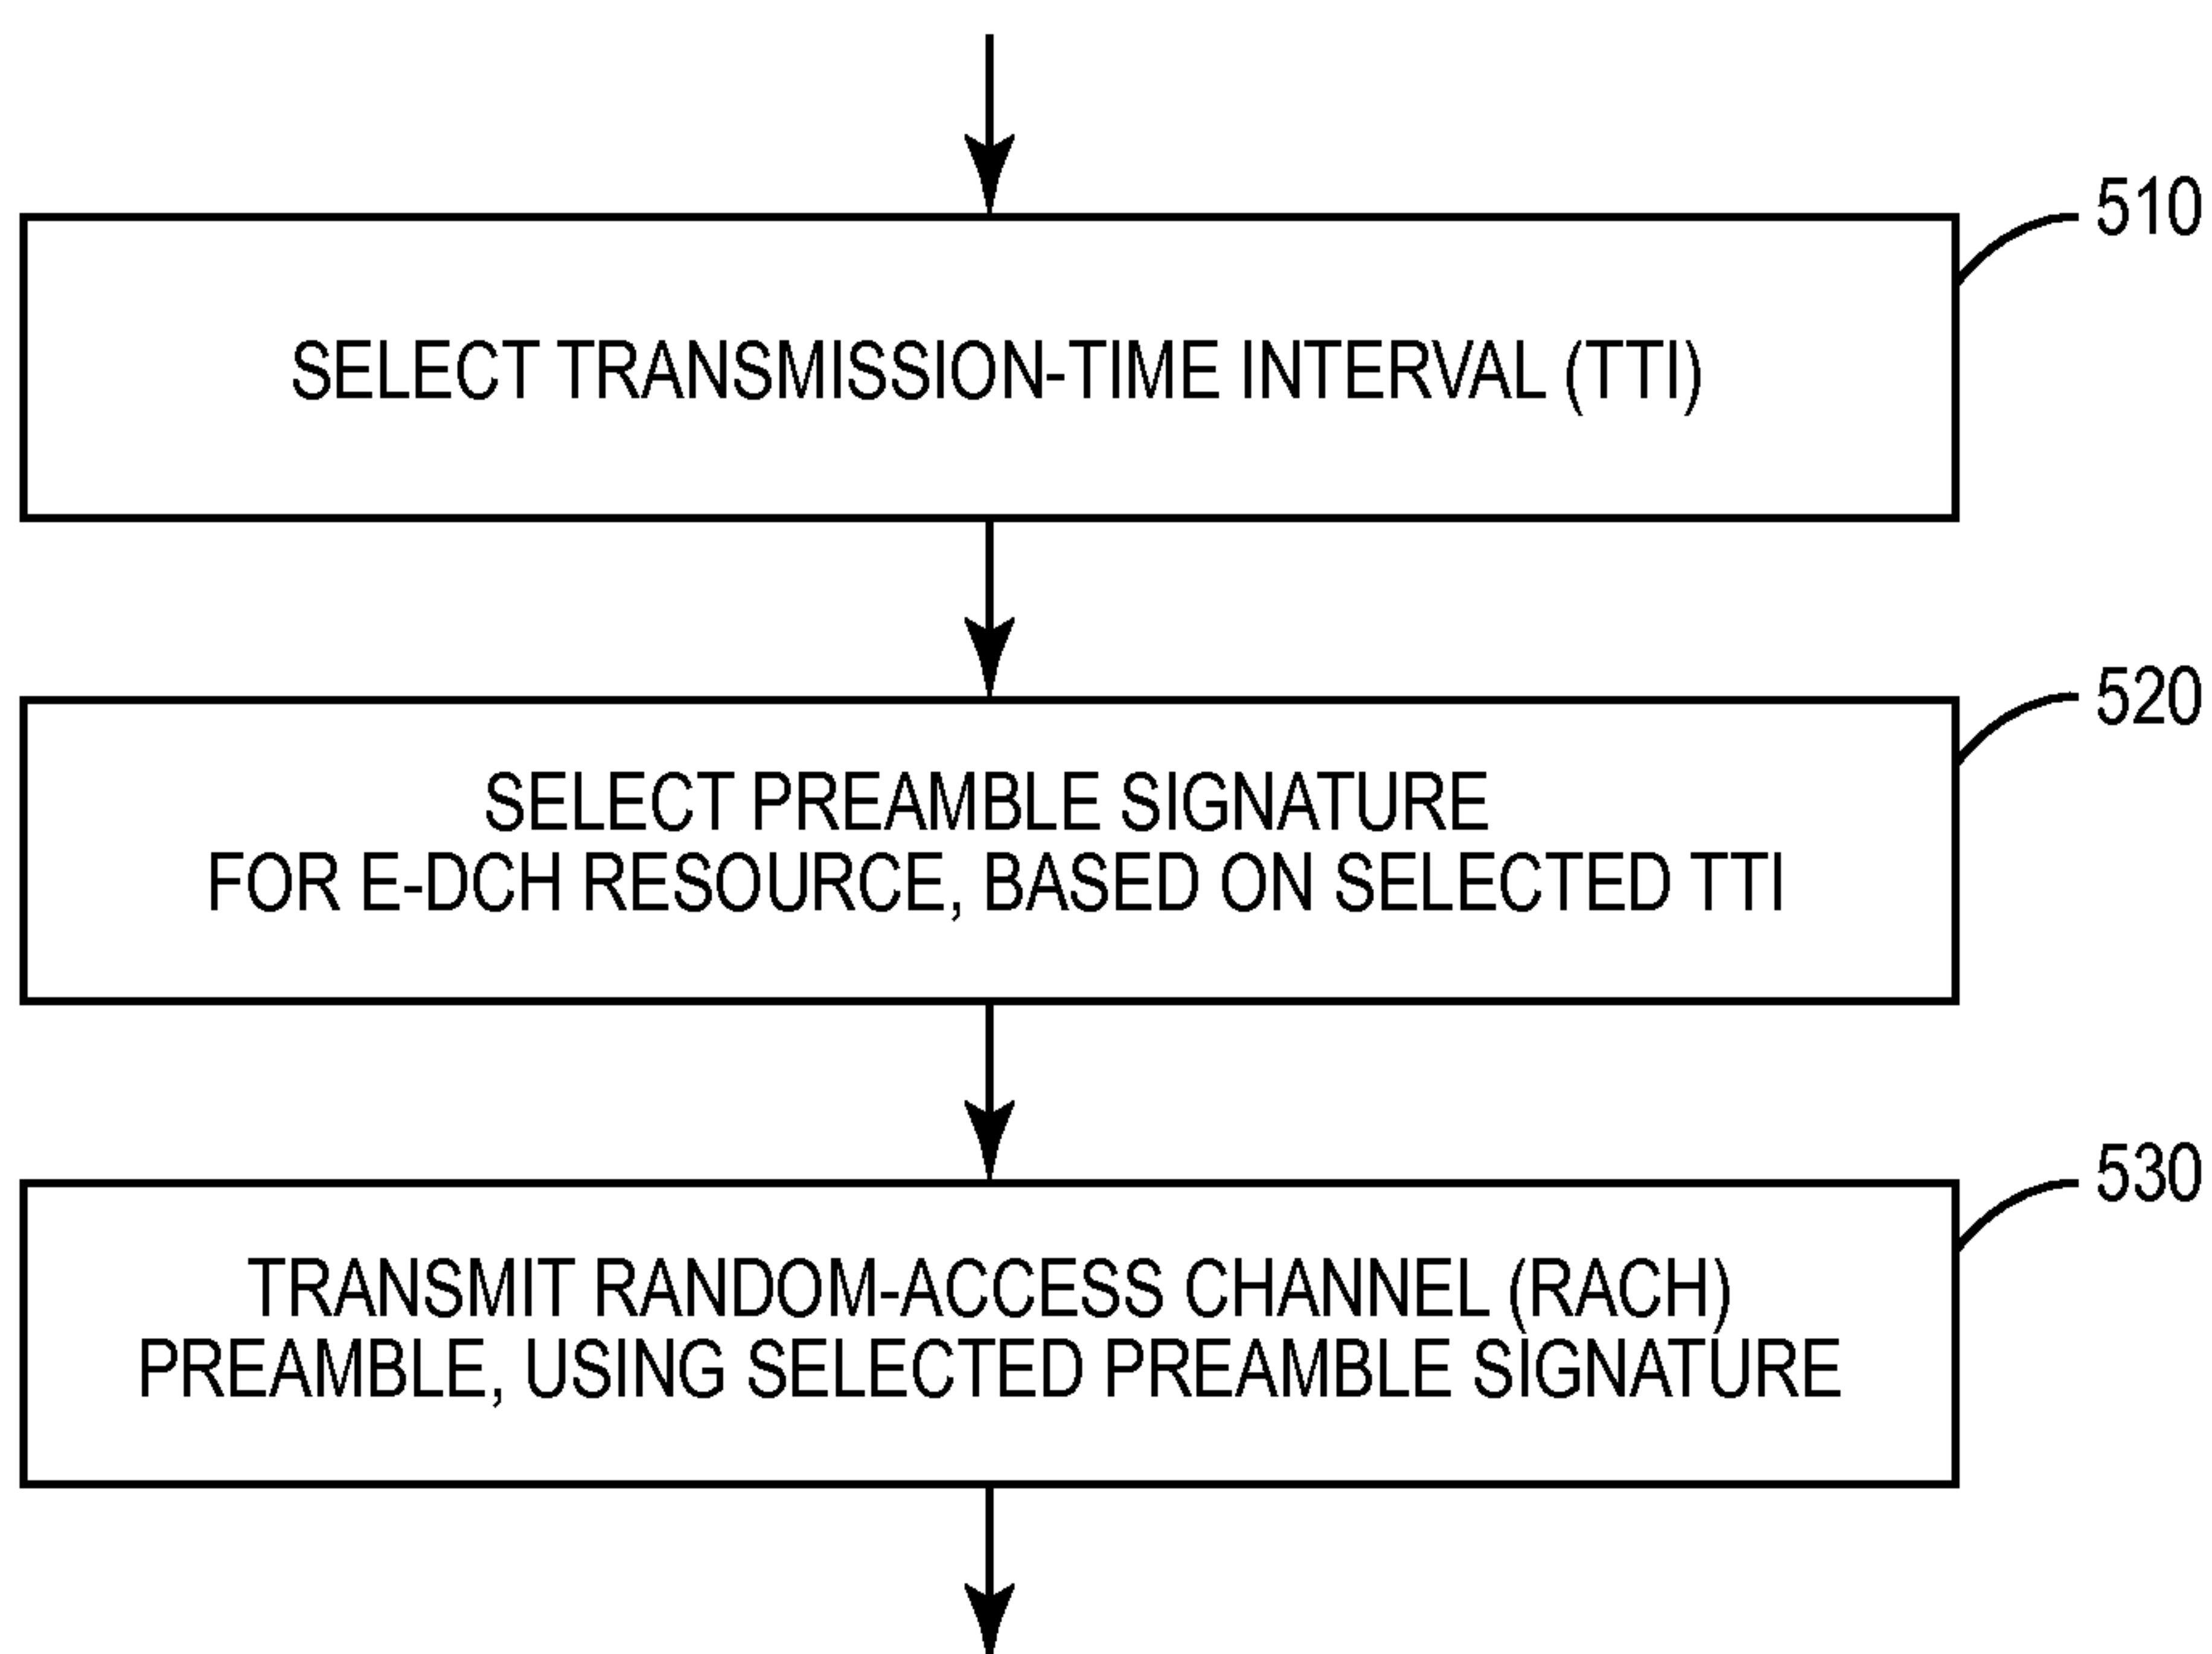 510
SELECT TRANSMISSION-TIME INTERVAL (TTI)
520
SELECT PREAMBLE SIGNATURE
FOR E-DCH RESOURCE, BASED ON SELECTED TTI
530
TRANSMIT RANDOM-ACCESS CHANNEL (RACH)
PREAMBLE, USING SELECTED PREAMBLE SIGNATURE